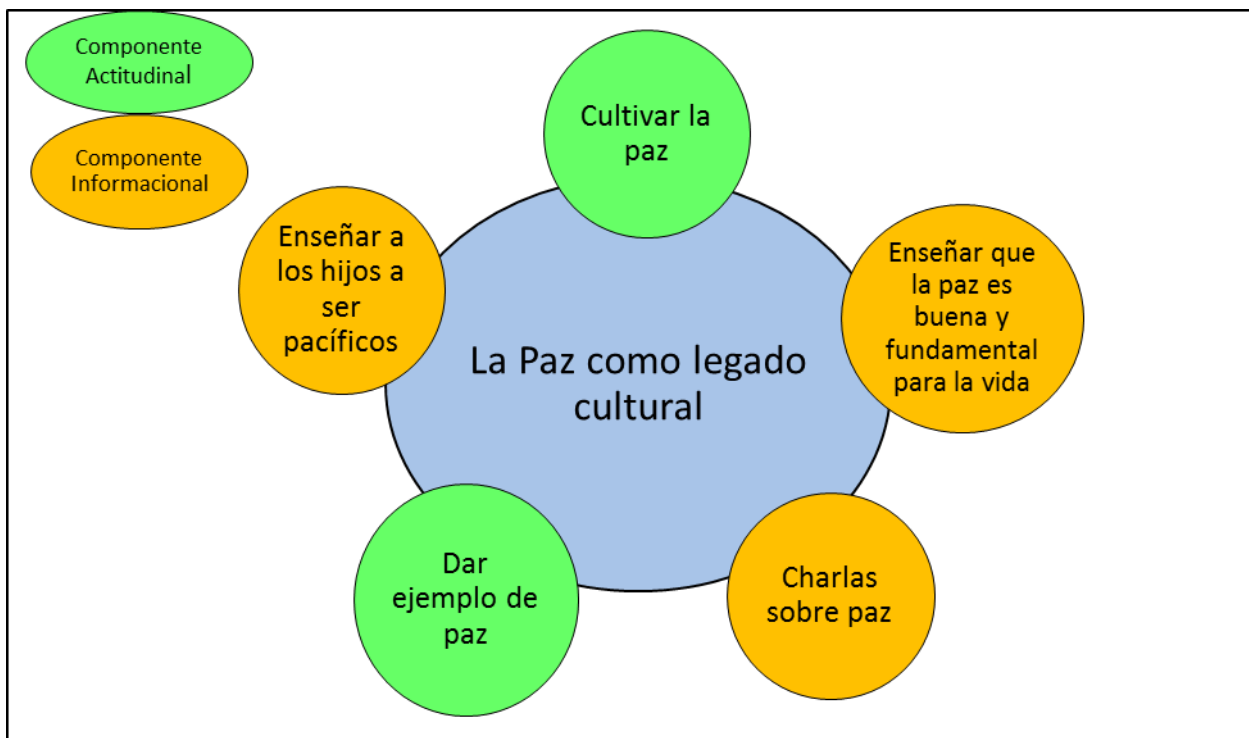 Componente
Actitudinal
Componente
Informacional
Cultivar la
paz
Enseñar a
los hijos a
ser
pacíficos
Enseñar que
la paz es
buena y
fundamental
para la vida
La Paz como legado
cultural
Dar
ejemplo de
paz
Charlas
sobre paz